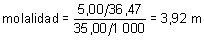 molalidad = 5,00/36,47 / 35,00/1 000 = 3,92 m